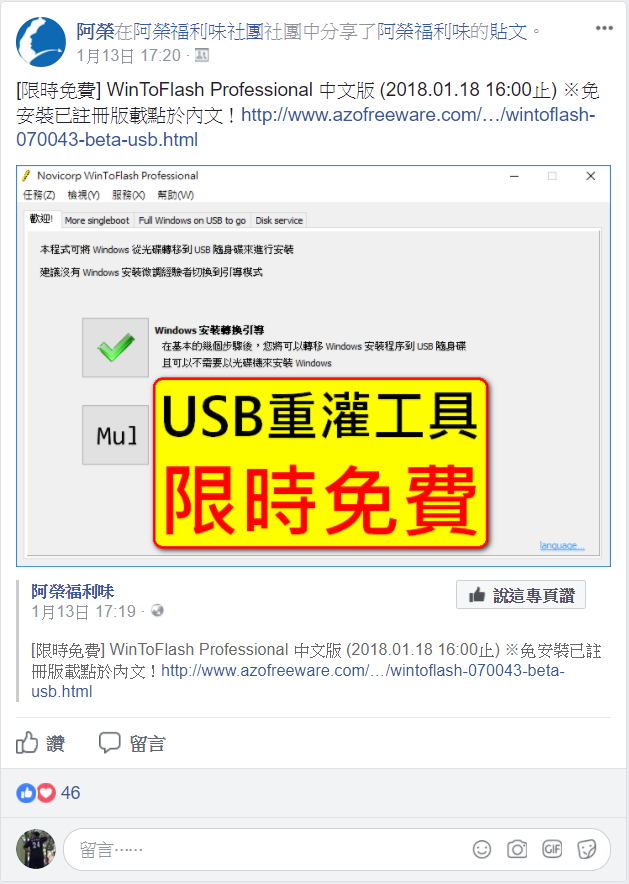 阿榮在阿榮福利味社團社團中分享了阿榮福利味的貼文。
1月13日 17:20 ·
[限時免費] WinToFlash Professional 中文版 (2018.01.18 16:00止) ※免
安裝已註冊版載點於內文！http://www.azofreeware.com/…/wintoflash-
070043-beta-usb.html
Novicorp WinToFlash Professional
任務(Z) 檢視(Y) 服務(X) 幫助(W)
歡迎! More singleboot Full Windows on USB to go Disk service
本程式可將 Windows 從光碟轉移到 USB 隨身碟來進行安裝
建議沒有 Windows 安裝微調經驗者切換到引導模式
Windows 安裝轉換引導
在基本的幾個步驟後，您將可以轉移 Windows 安裝程序到 USB 隨身碟
且可以不需要以光碟機來安裝 Windows
Mul
USB重灌工具
限時免費
language...
阿榮福利味
1月13日 17:19 ·
說這專頁讚
[限時免費] WinToFlash Professional 中文版 (2018.01.18 16:00止) ※免安裝已註
冊版載點於內文！http://www.azofreeware.com/…/wintoflash-070043-beta-
usb.html
讚 留言
46
24
留言……
GIF